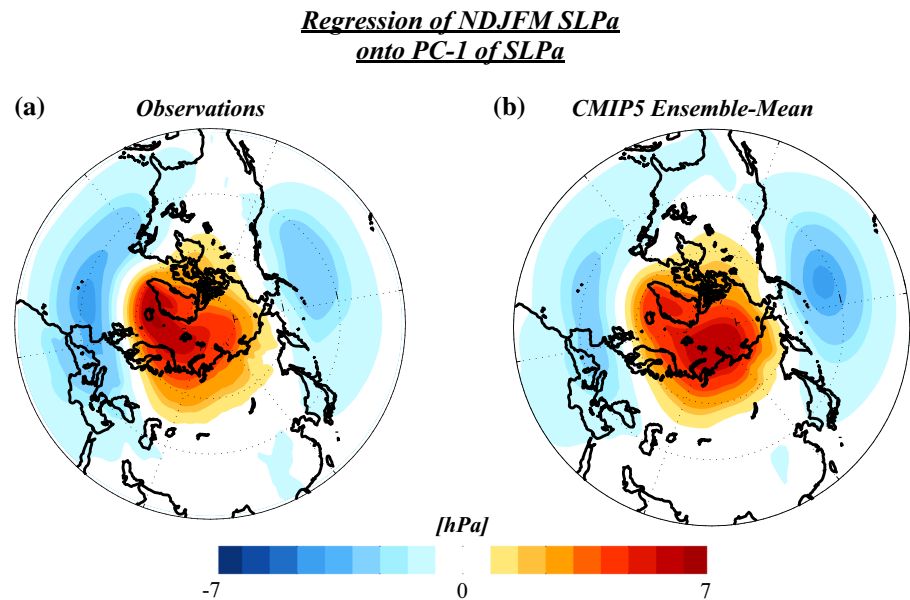 Regression of NDJFM SLPa
onto PC-1 of SLPa
(a) Observations
(b) CMIP5 Ensemble-Mean
[hPa]
-7 0 7